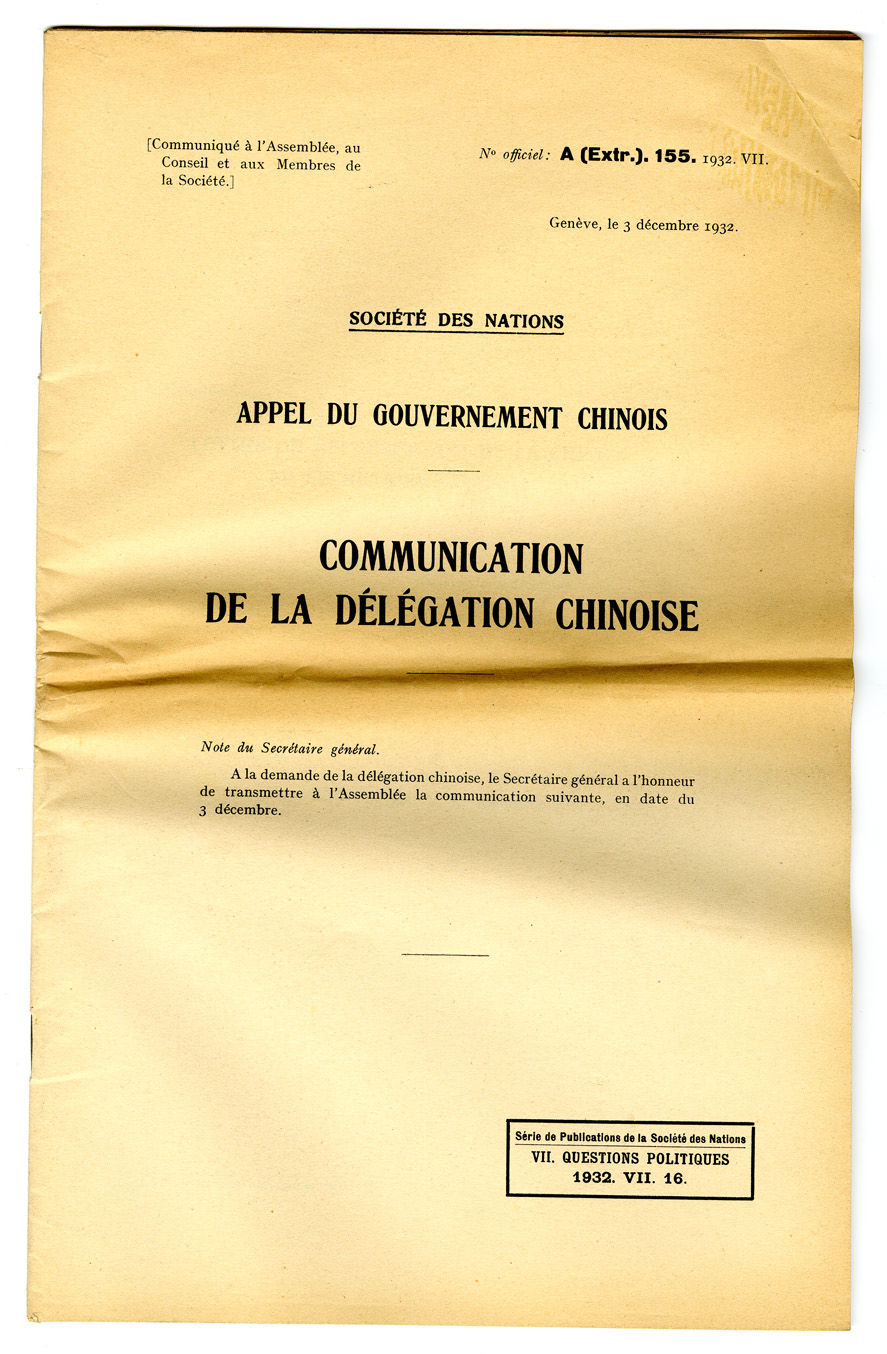 [Communiqué à l'Assemblée, au
Conseil et aux Membres de
la Société.]
Nº officiel: A (Extr.). 155. 1932. VII.
Genève, le 3 décembre 1932.
SOCIÉTÉ DES NATIONS
APPEL DU GOUVERNEMENT CHINOIS
COMMUNICATION
DE LA DÉLÉGATION CHINOISE
Note du Secrétaire général.
A la demande de la délégation chinoise, le Secrétaire général a l'honneur
de transmettre à l'Assemblée la communication suivante, en date du
3 décembre.
Série de Publications de la Société des Nations
VII. QUESTIONS POLITIQUES
1932. VII. 16.